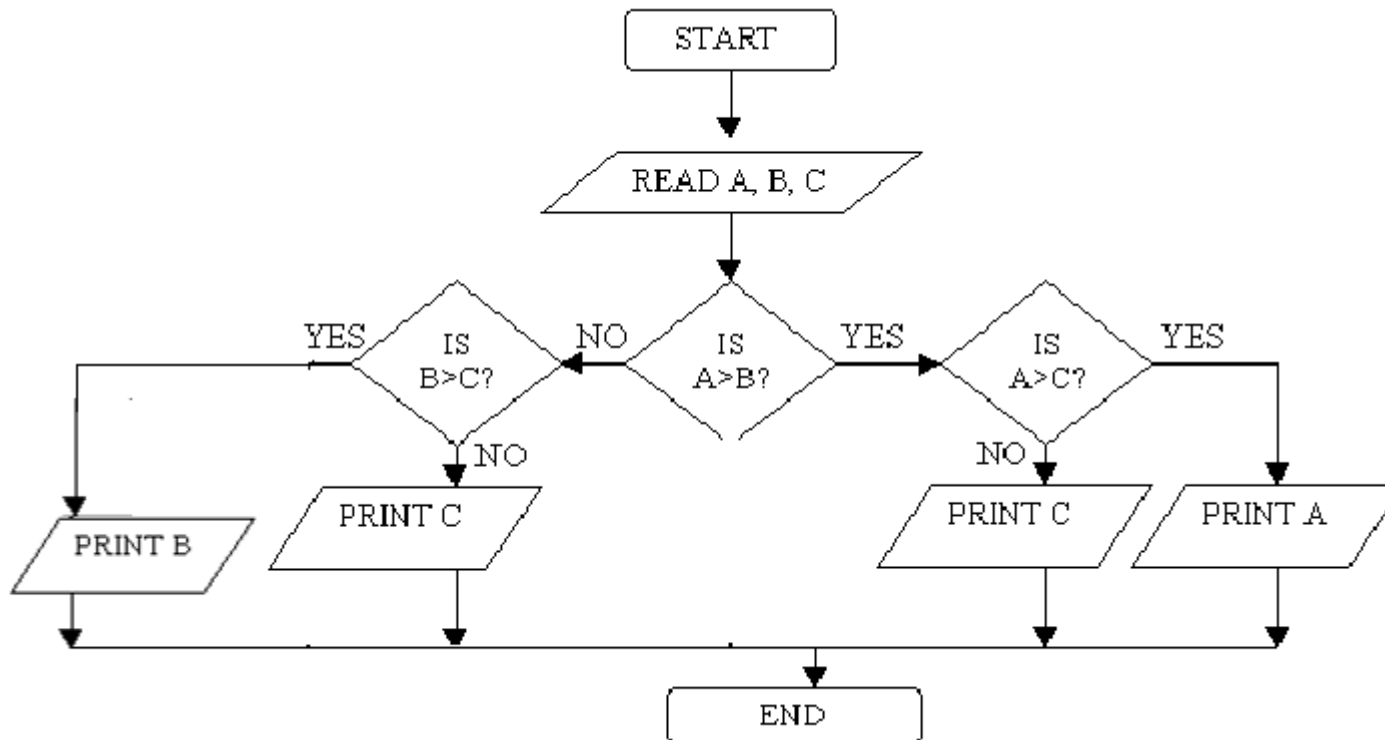 START
READ A, B, C
YES
IS
B>C?
NO
IS
A>B?
YES
IS
A>C?
YES
NO
NO
PRINT B
PRINT C
PRINT C
PRINT A
END